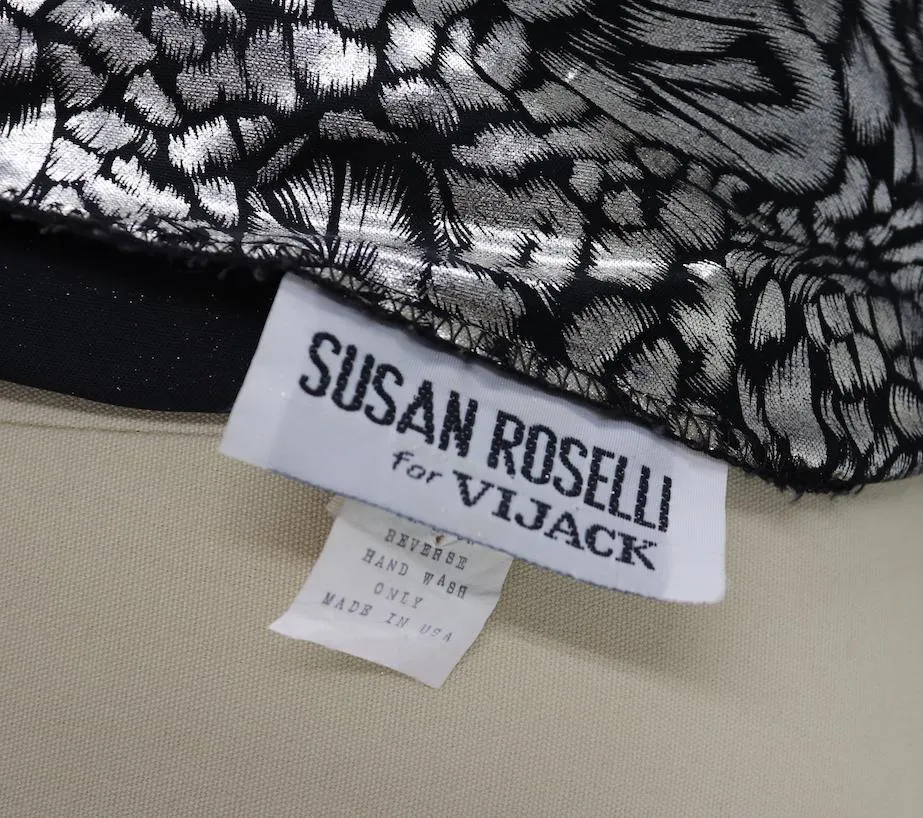 SUSAN ROSELLI
for VIJACK
REVERSE
HAND WASH
ONLY
MADE IN USA